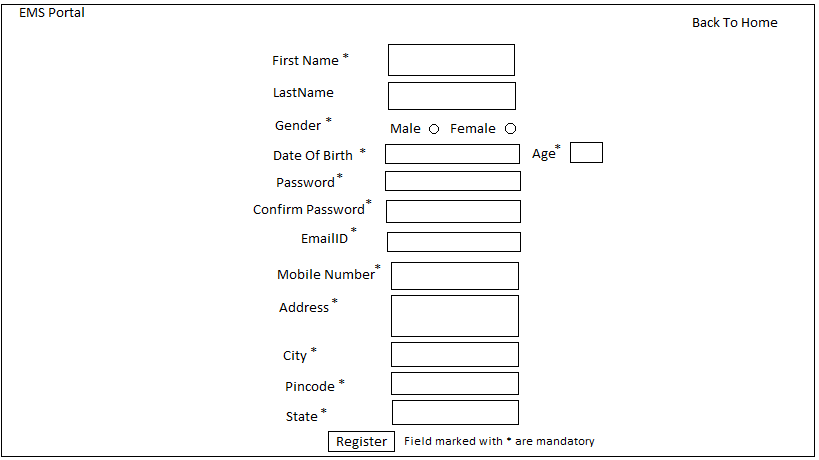 EMS Portal
Back To Home
First Name *
LastName
Gender * Male Female
Date Of Birth * Age*
Password*
Confirm Password*
EmailID *
Mobile Number*
Address *
City *
Pincode *
State *
Register Field marked with * are mandatory